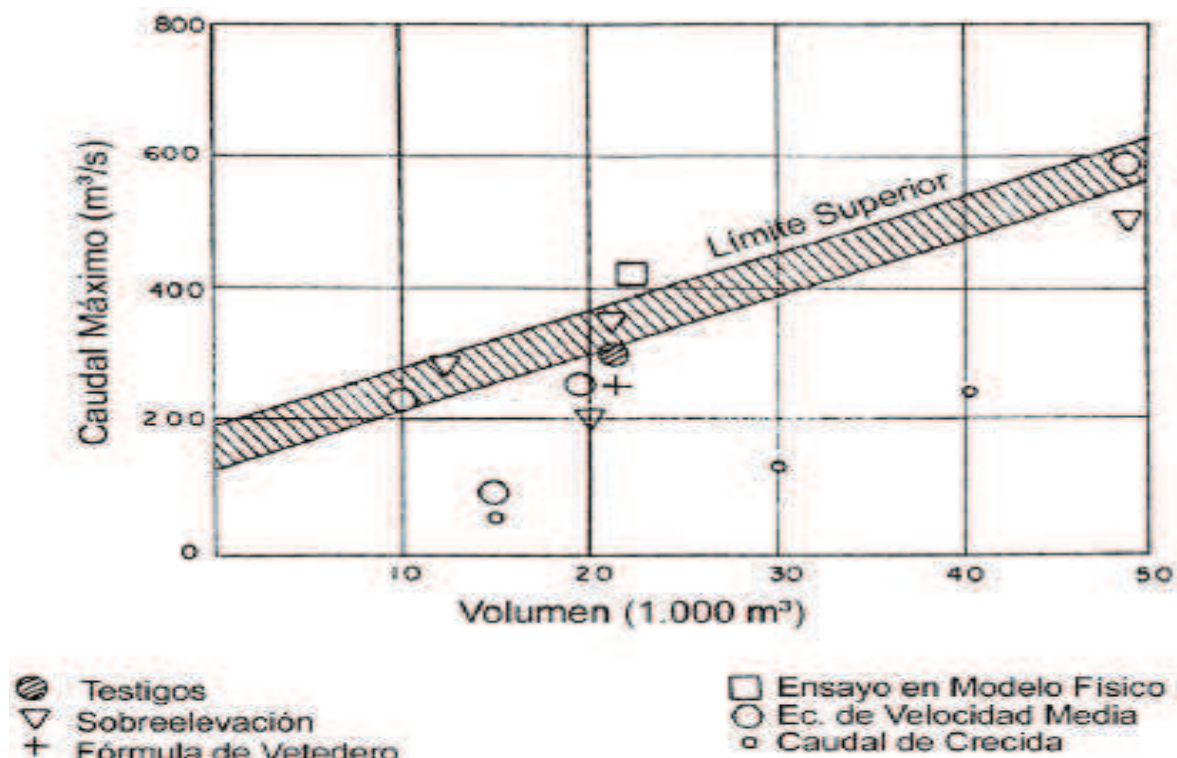 800
600
400
200
0
Caudal Máximo (m³/s)
Límite Superior
10 20 30 40 50
Volumen (1.000 m³)
Testigos
Sobreelevación
Fórmula de Vetedero
Ensayo en Modelo Físico
Ec. de Velocidad Media
Caudal de Crecida